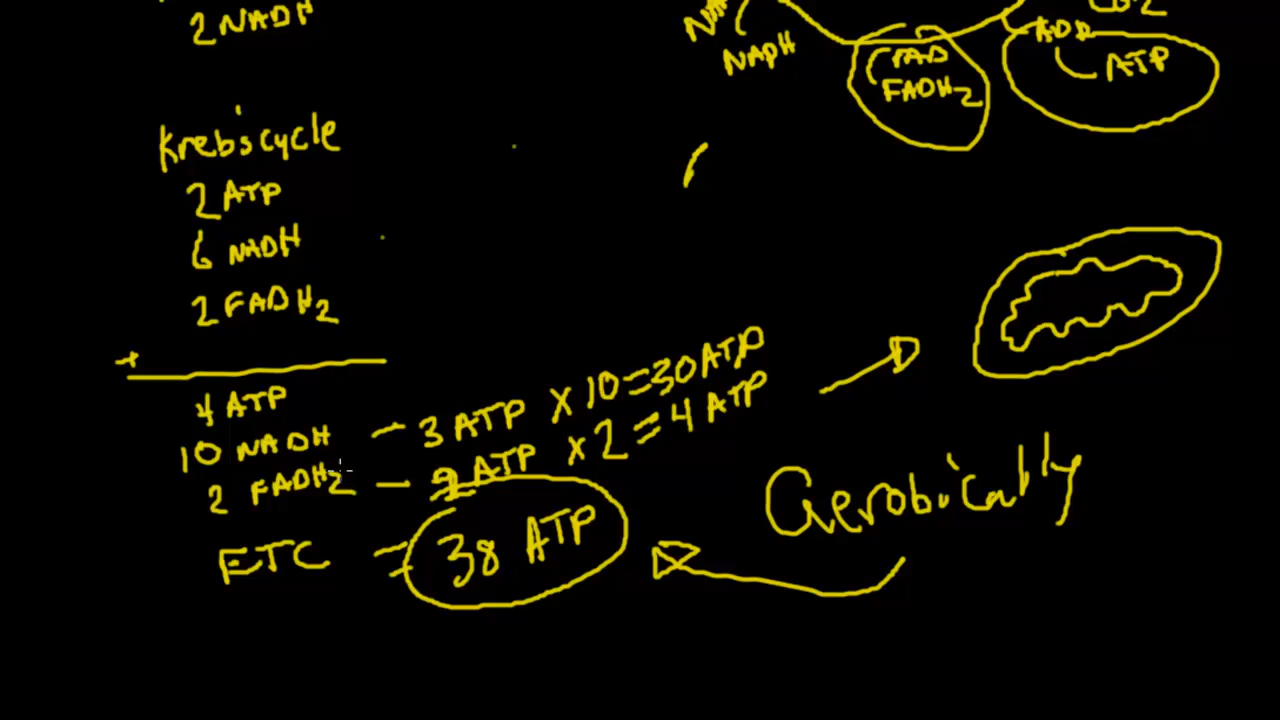 2 NADH
NADH
FAD
FADH2
ADP
ATP
Kreb's cycle
2 ATP
6 NADH
2 FADH2
+
4 ATP
10 NADH - 3 ATP X 10 = 30 ATP
2 FADH2 - 2 ATP X 2 = 4 ATP
ETC = 38 ATP
aerobically